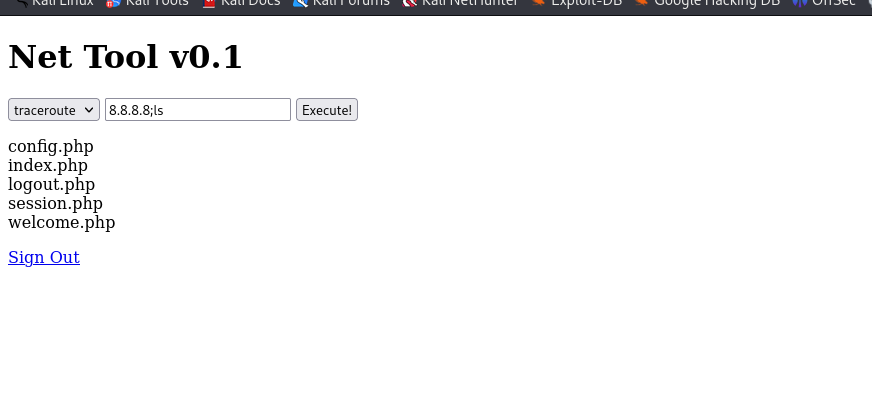 Kali Linux Kali Tools Kali Docs Kali Forums Kali NetHunter Exploit-DB Google Hacking DB OffSec
Net Tool v0.1
traceroute 8.8.8.8;ls Execute!
config.php
index.php
logout.php
session.php
welcome.php
Sign Out